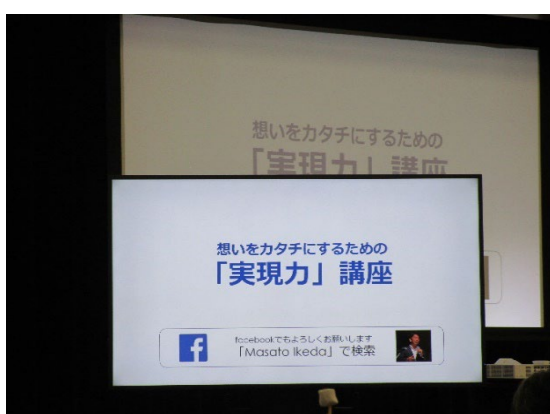 想いをカタチにするための
「実現力」講座
想いをカタチにするための
「実現力」講座
facebookでもよろしくお願いします
「Masato Ikeda」で検索